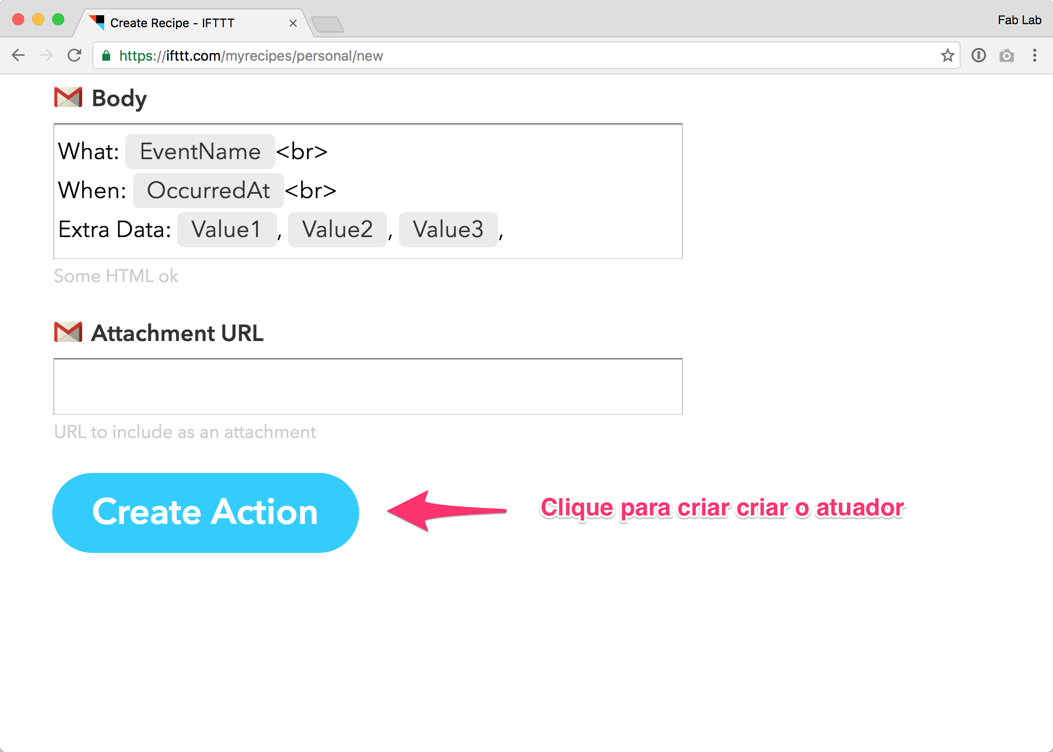 Create Recipe - IFTTT
Fab Lab
https://ifttt.com/myrecipes/personal/new
Body
What: EventName <br>
When: OccurredAt <br>
Extra Data: Value1 , Value2 , Value3 ,
Some HTML ok
Attachment URL
URL to include as an attachment
Create Action
Clique para criar criar o atuador